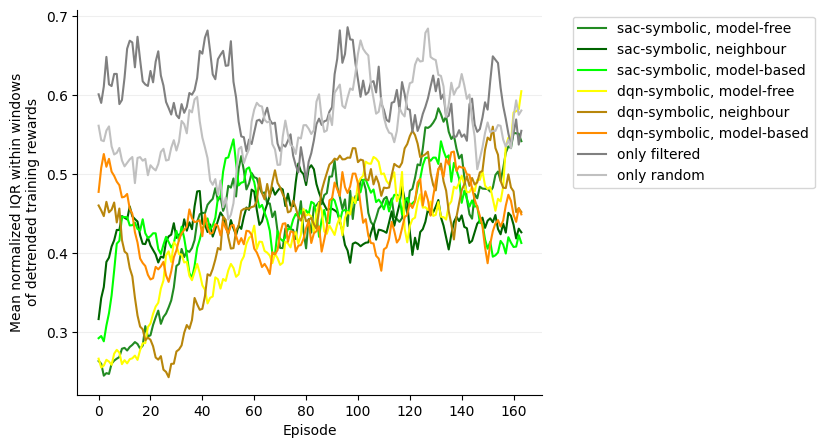 Mean normalized IQR within windows
of detrended training rewards
0.7
0.6
0.5
0.4
0.3
0 20 40 60 80 100 120 140 160
Episode
sac-symbolic, model-free
sac-symbolic, neighbour
sac-symbolic, model-based
dqn-symbolic, model-free
dqn-symbolic, neighbour
dqn-symbolic, model-based
only filtered
only random